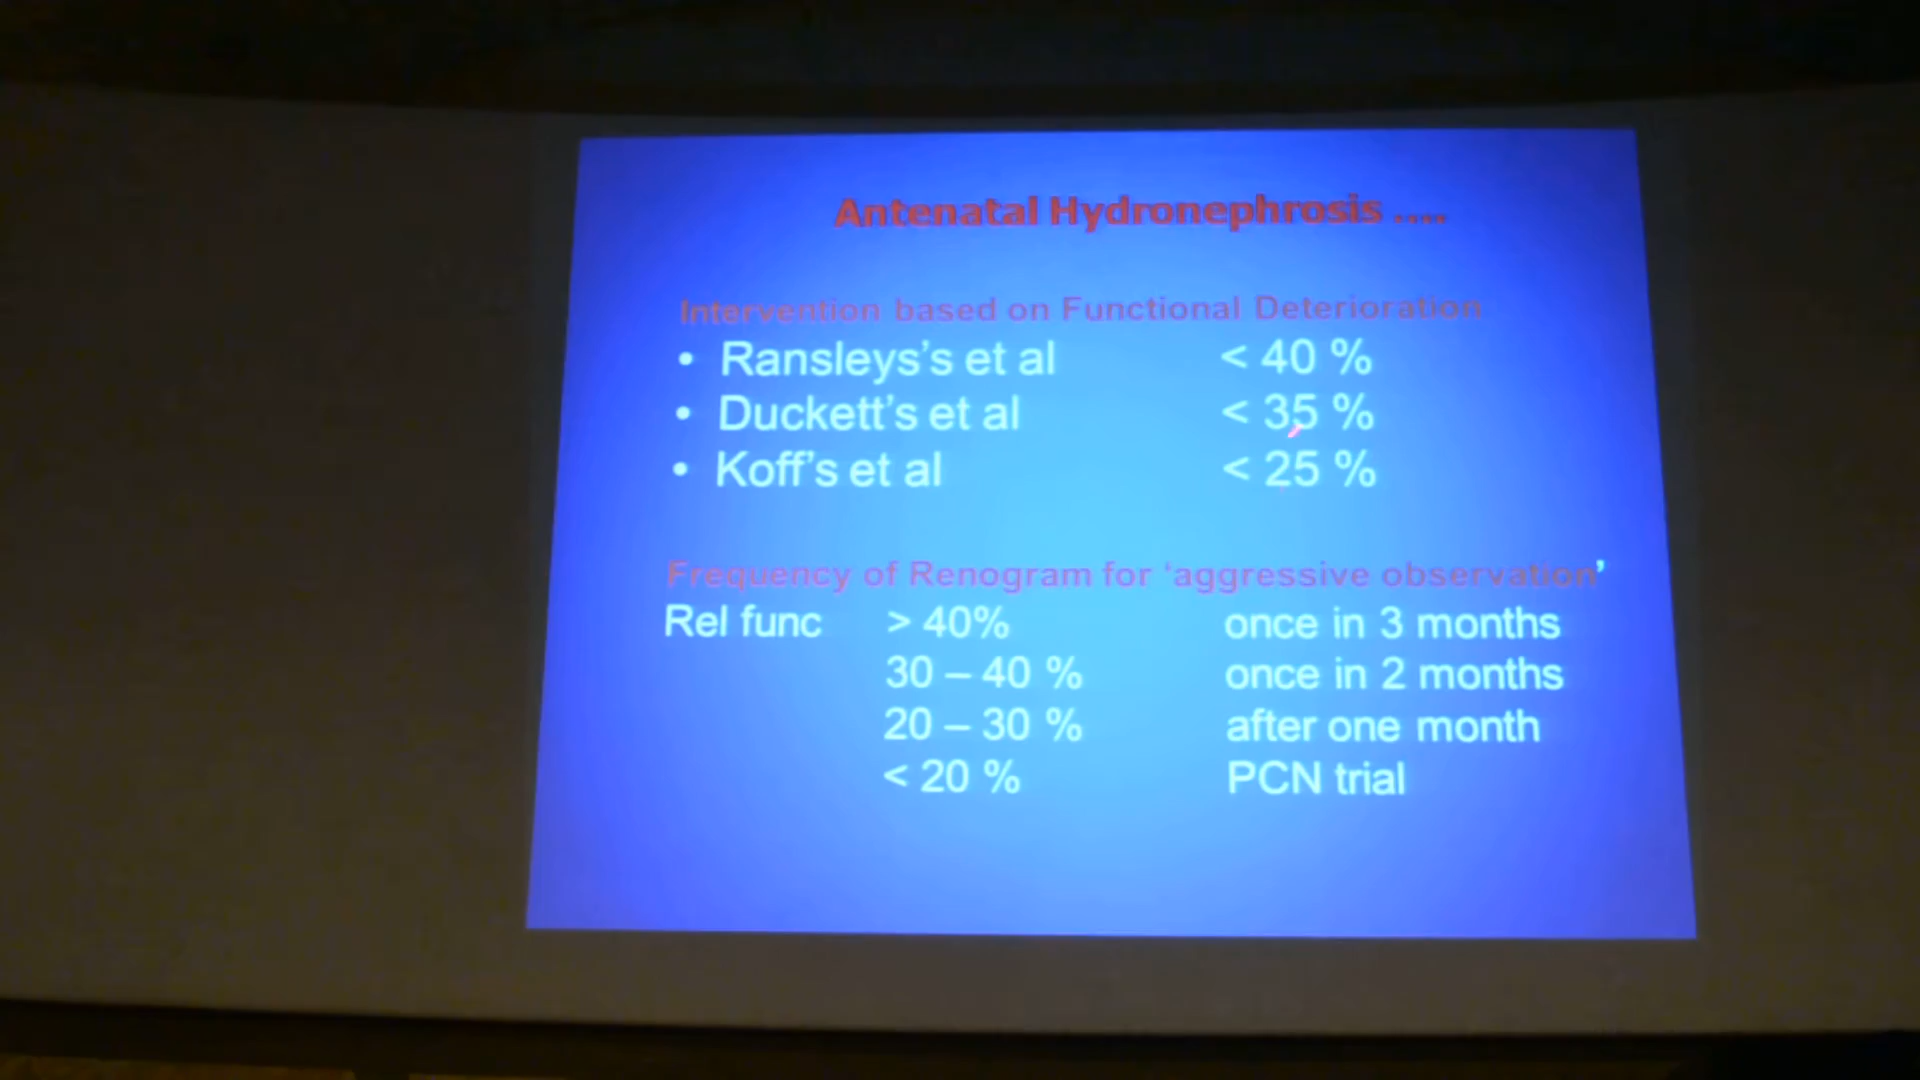 Antenatal Hydronephrosis ....
Intervention based on Functional Deterioration
• Ransleys's et al < 40 %
• Duckett's et al < 35 %
• Koff's et al < 25 %
Frequency of Renogram for ‘aggressive observation’
Rel func > 40% once in 3 months
30 – 40 % once in 2 months
20 – 30 % after one month
< 20 % PCN trial